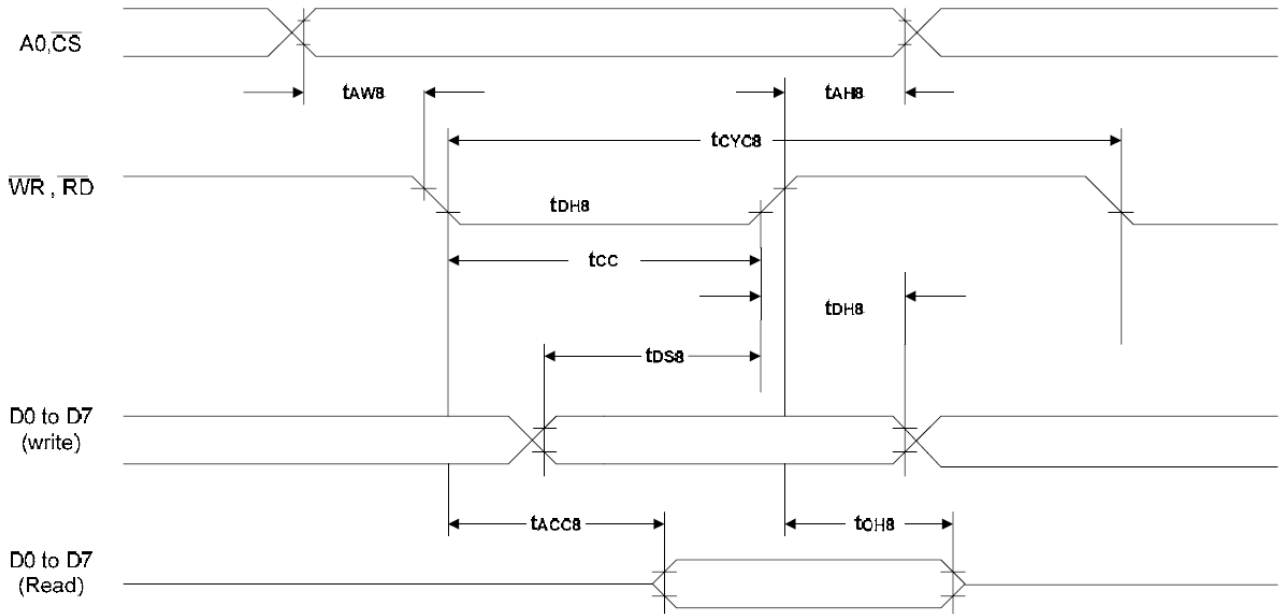 A0,CS
tAW8
tAH8
tCYC8
WR , RD
tDH8
tCC
tDH8
tDS8
D0 to D7
(write)
tACC8
tOH8
D0 to D7
(Read)